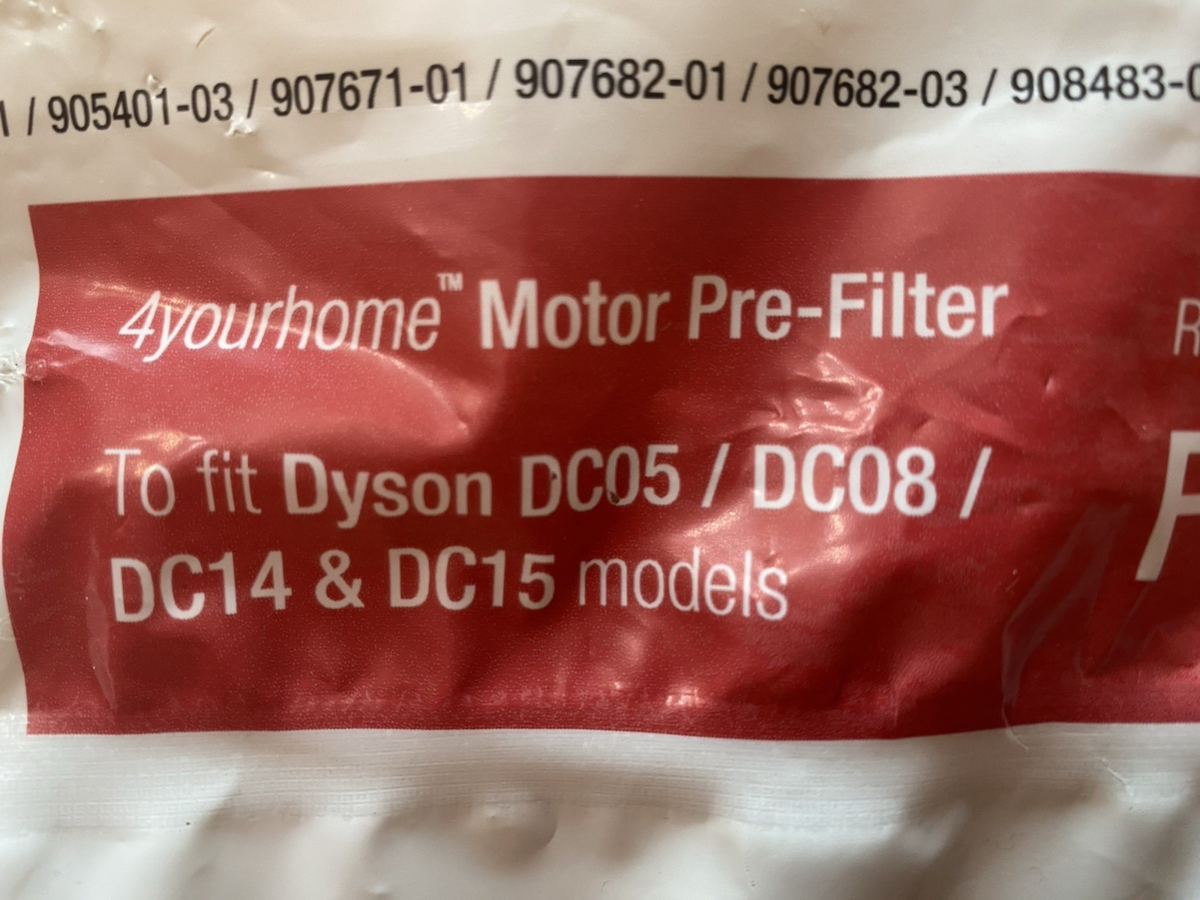 / 905401-03 / 907671-01 / 907682-01 / 907682-03 / 908483-0
4yourhome™ Motor Pre-Filter
To fit Dyson DC05 / DC08 /
DC14 & DC15 models